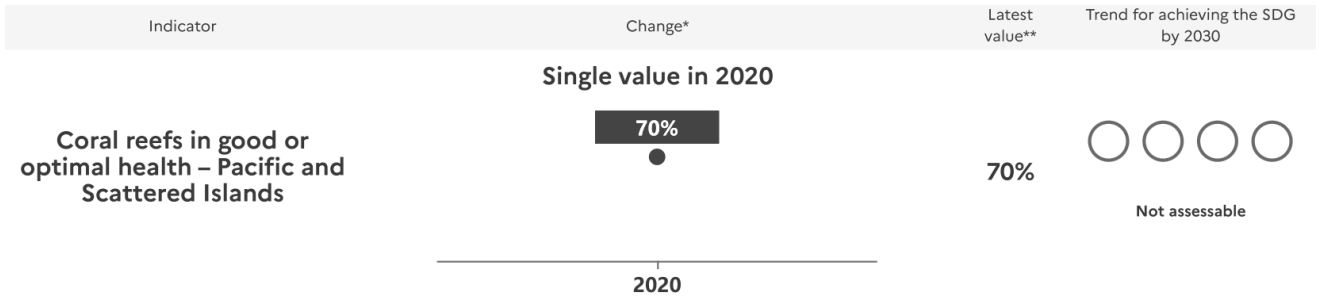 Indicator
Change*
Latest
value**
Trend for achieving the SDG
by 2030
Single value in 2020
70%
Coral reefs in good or
optimal health – Pacific and
Scattered Islands
70%
Not assessable
2020